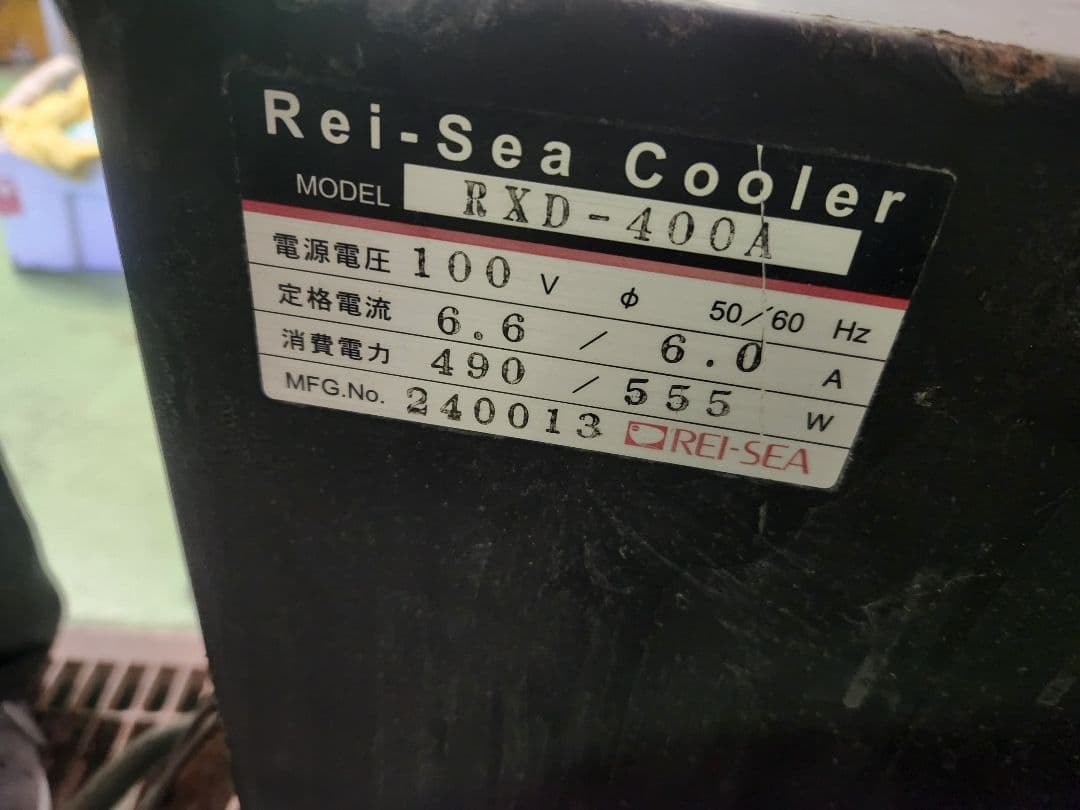 Rei-Sea Cooler
MODEL RXD-400A
電源電圧 100 V φ 50/60 Hz
定格電流 6.6 / 6.0 A
消費電力 490 / 555 W
MFG.No. 240013 REI-SEA